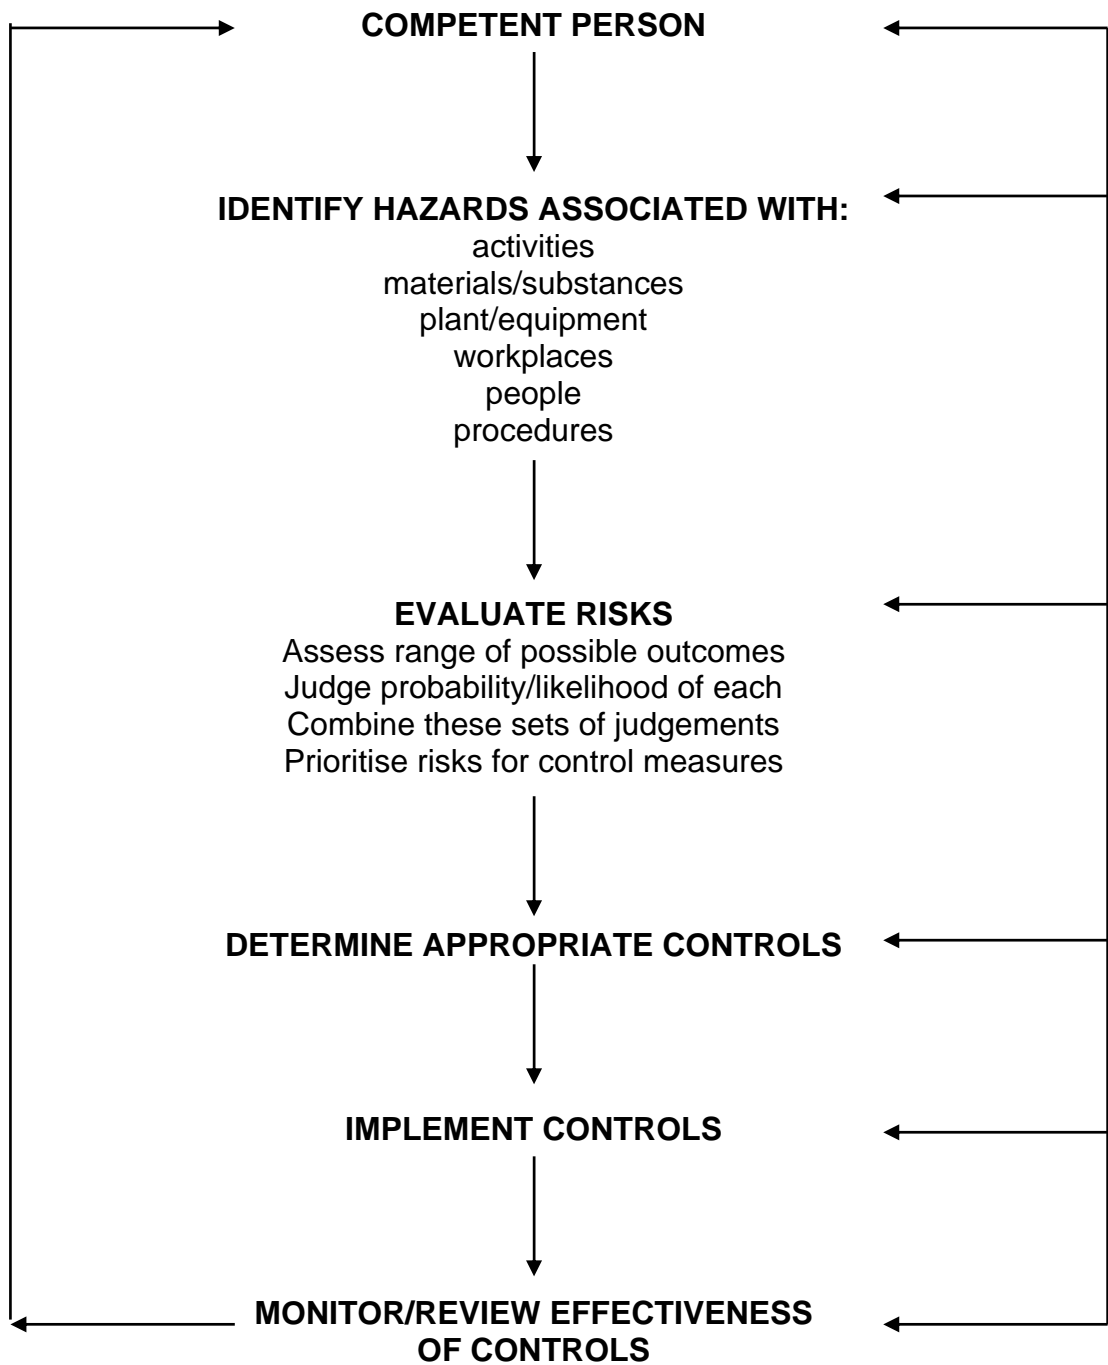 COMPETENT PERSON
IDENTIFY HAZARDS ASSOCIATED WITH:
activities
materials/substances
plant/equipment
workplaces
people
procedures
EVALUATE RISKS
Assess range of possible outcomes
Judge probability/likelihood of each
Combine these sets of judgements
Prioritise risks for control measures
DETERMINE APPROPRIATE CONTROLS
IMPLEMENT CONTROLS
MONITOR/REVIEW EFFECTIVENESS
OF CONTROLS